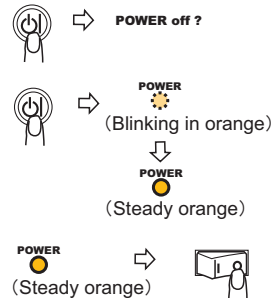 POWER off ?
POWER
(Blinking in orange)
POWER
(Steady orange)
POWER
(Steady orange)